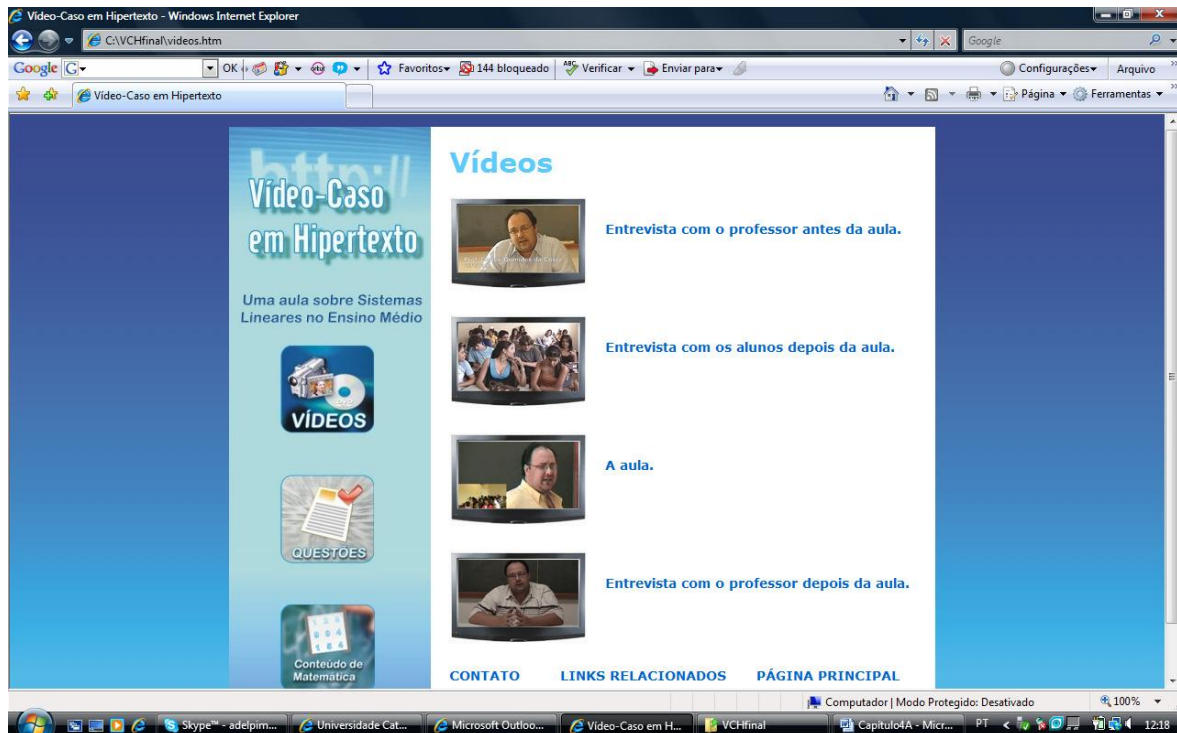 Vídeo-Caso em Hipertexto - Windows Internet Explorer
C:\VCHfinal\videos.htm
Google
Google
OK
Favoritos
144 bloqueado
Verificar
Enviar para
Configurações
Arquivo
Vídeo-Caso em Hipertexto
Página
Ferramentas
http://
Vídeo-Caso
em Hipertexto
Uma aula sobre Sistemas
Lineares no Ensino Médio
VÍDEOS
QUESTÕES
Conteúdo de
Matemática
Vídeos
Entrevista com o professor antes da aula.
Entrevista com os alunos depois da aula.
A aula.
Entrevista com o professor depois da aula.
CONTATO
LINKS RELACIONADOS
PÁGINA PRINCIPAL
Computador | Modo Protegido: Desativado
100%
Skype™ - adelpim...
Universidade Cat...
Microsoft Outloo...
Vídeo-Caso em H...
VCHfinal
Capítulo4A - Micr...
PT
12:18